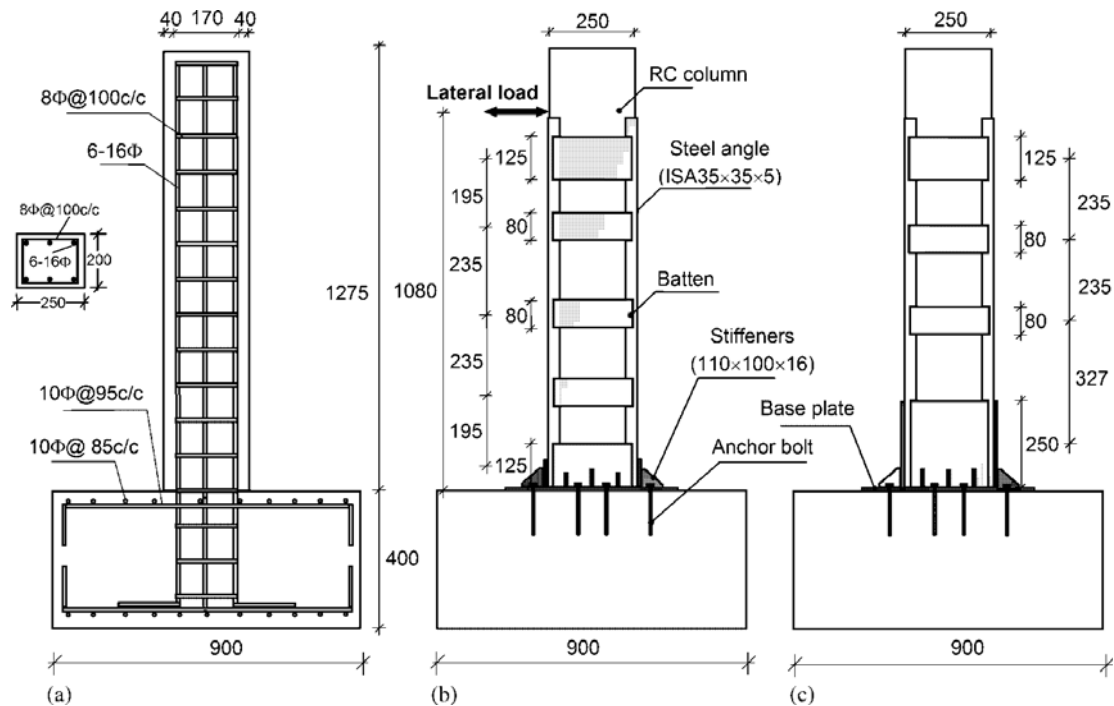 40 170 40
8Φ@100c/c
6-16Φ
8Φ@100c/c
6-16Φ
200
250
1275
10Φ@95c/c
10Φ@ 85c/c
400
900
(a)
250
RC column
Lateral load
Steel angle
(ISA35×35×5)
125
195
80
235
1080
80
Batten
235
Stiffeners
(110×100×16)
195
Anchor bolt
125
900
(b)
250
125
235
80
235
80
327
Base plate
250
900
(c)